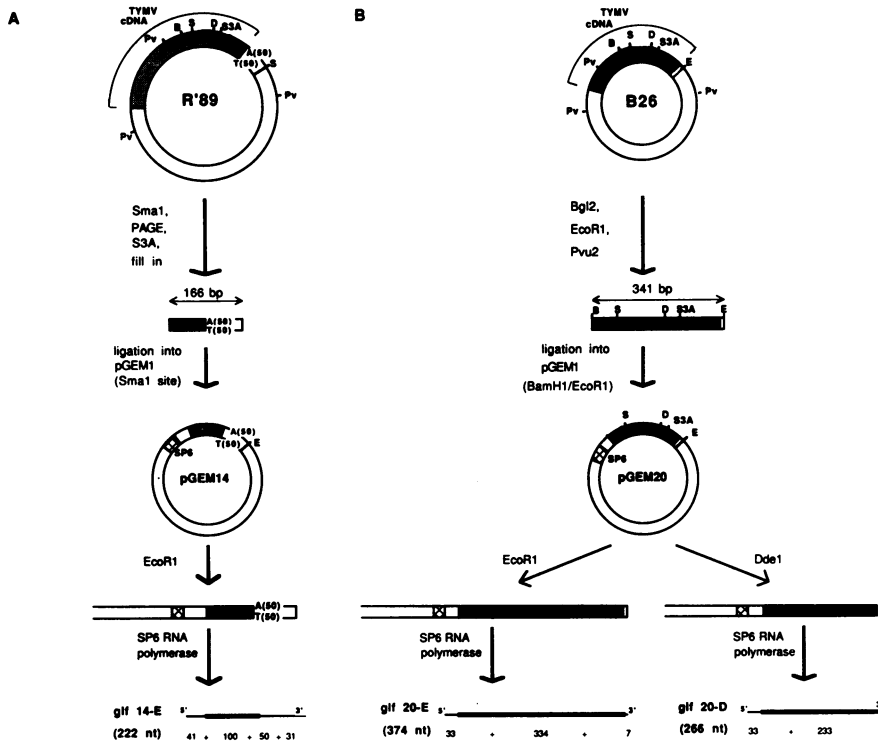 A
TYMV
cDNA
Pv
B
S
D
S3A
A(50)
T(50)
S
R'89
Pv
Pv
Sma1,
PAGE,
S3A,
fill in
166 bp
A(50)
T(50)
ligation into
pGEM1
(Sma1 site)
A(50)
T(50)
E
SP6
pGEM14
EcoR1
A(50)
T(50)
SP6 RNA
polymerase
glf 14-E
5'
3'
(222 nt)
41 + 100 + 50 + 31
B
TYMV
cDNA
Pv
B
S
D
S3A
E
B26
Pv
Pv
Bgl2,
EcoR1,
Pvu2
341 bp
B
S
D
S3A
E
ligation into
pGEM1
(BamH1/EcoR1)
S
D
S3A
E
SP6
pGEM20
EcoR1
Dde1
SP6 RNA
polymerase
SP6 RNA
polymerase
glf 20-E
5'
3'
(374 nt)
33 + 334 + 7
glf 20-D
5'
3'
(266 nt)
33 + 233